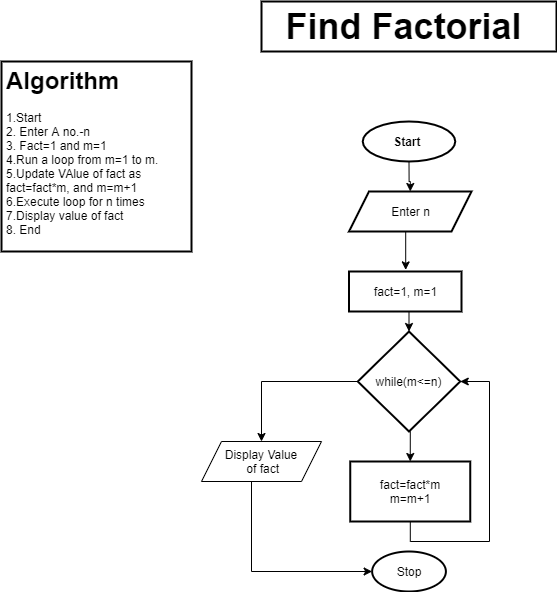 Find Factorial
Algorithm
1.Start
2. Enter A no.-n
3. Fact=1 and m=1
4.Run a loop from m=1 to m.
5.Update VAlue of fact as
fact=fact*m, and m=m+1
6.Execute loop for n times
7.Display value of fact
8. End
Start
Enter n
fact=1, m=1
while(m<=n)
Display Value
of fact
fact=fact*m
m=m+1
Stop